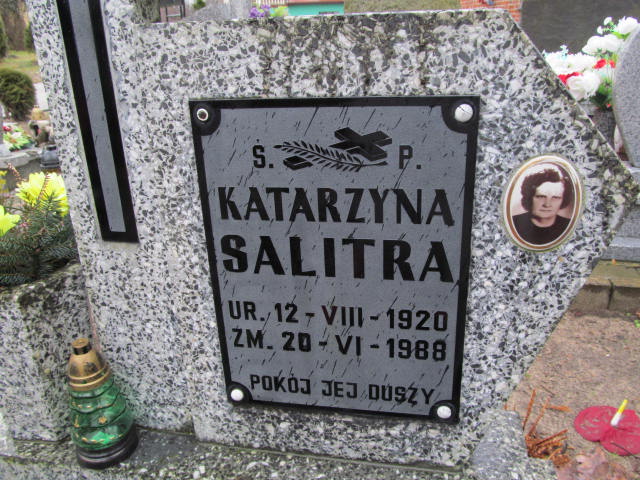 Ś. P.
KATARZYNA
SALITRA
UR. 12-VIII-1920
ZM. 20-VI-1988
POKÓJ JEJ DUSZY